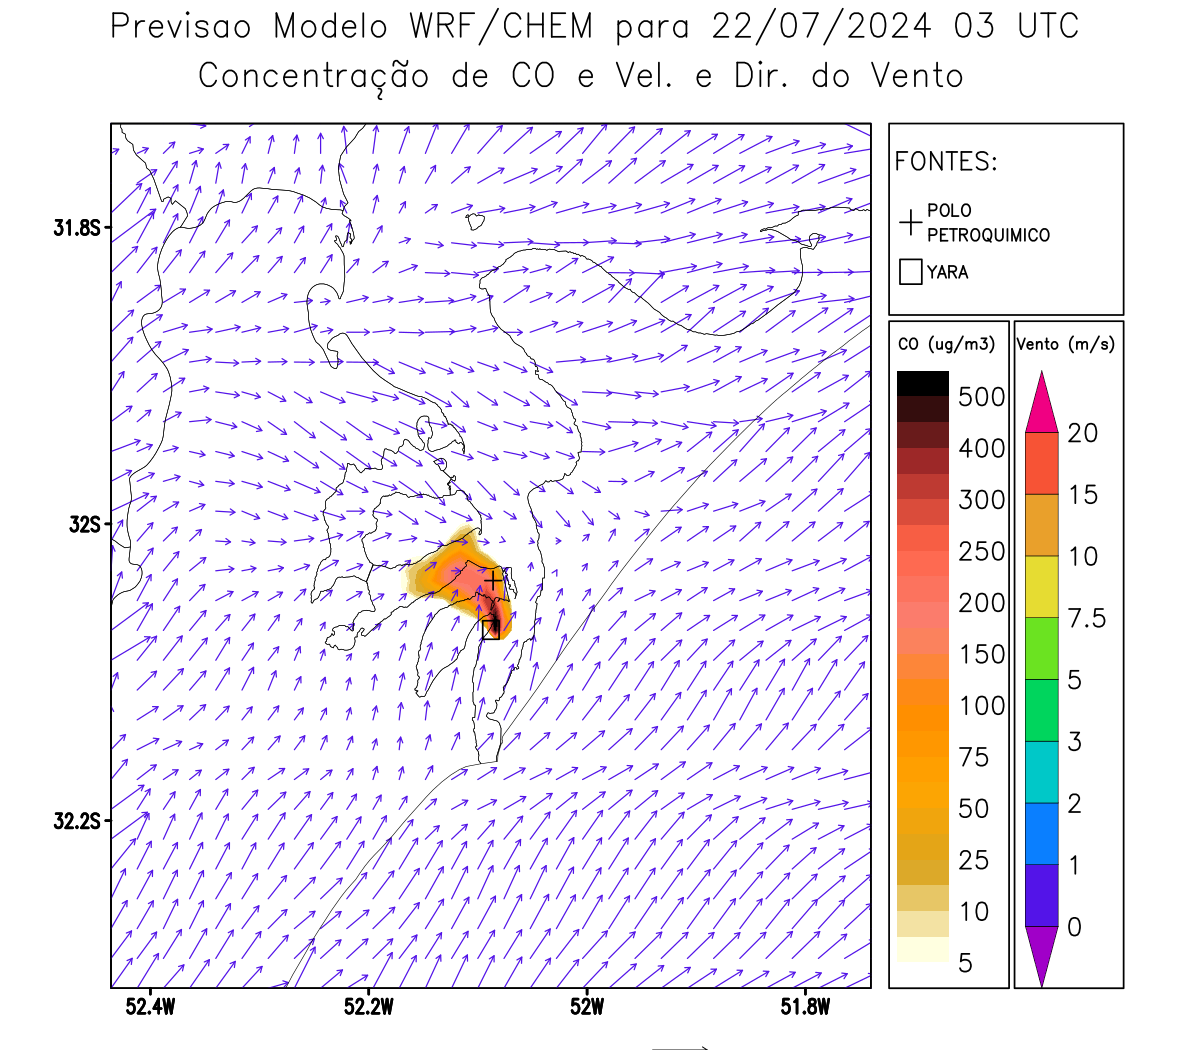 Previsao Modelo WRF/CHEM para 22/07/2024 03 UTC
Concentração de CO e Vel. e Dir. do Vento
FONTES:
POLO
PETROQUIMICO
YARA
CO (ug/m3)
500
400
300
250
200
150
100
75
50
25
10
5
Vento (m/s)
20
15
10
7.5
5
3
2
1
0
31.8S
32S
32.2S
52.4W
52.2W
52W
51.8W